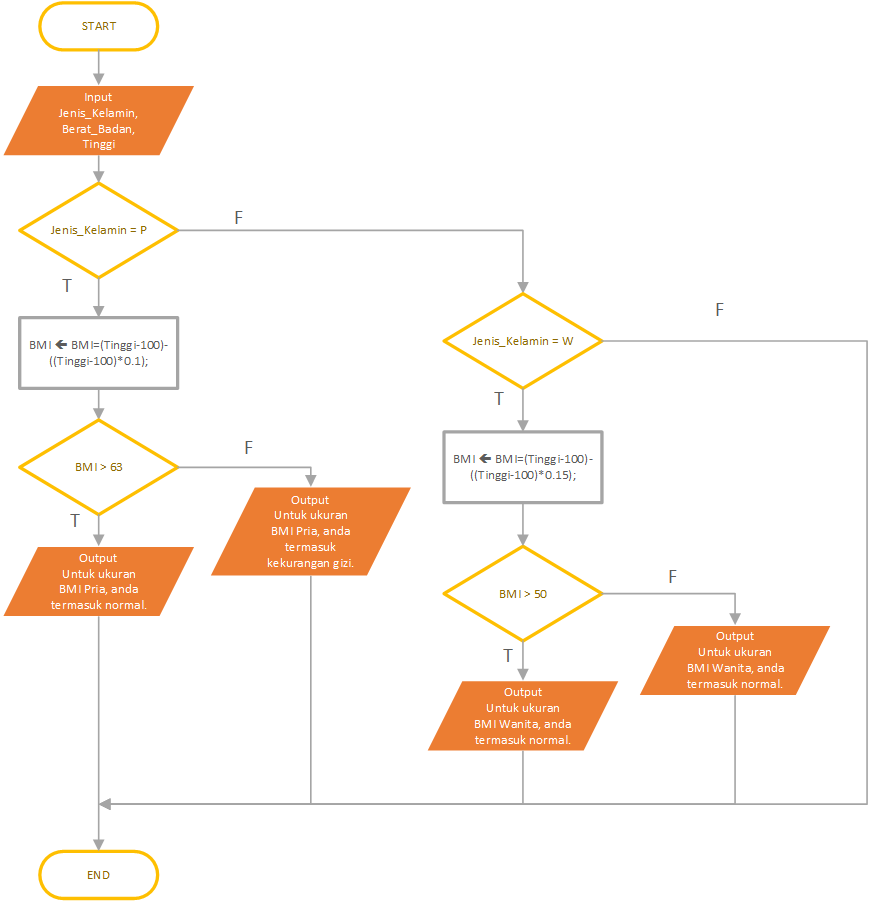 START
Input
Jenis_Kelamin,
Berat_Badan,
Tinggi
Jenis_Kelamin = P
F
T
BMI 🡸 BMI=(Tinggi-100)-
((Tinggi-100)*0.1);
BMI > 63
F
T
Output
Untuk ukuran
BMI Pria, anda
termasuk
kekurangan gizi.
Output
Untuk ukuran
BMI Pria, anda
termasuk normal.
Jenis_Kelamin = W
F
T
BMI 🡸 BMI=(Tinggi-100)-
((Tinggi-100)*0.15);
BMI > 50
F
T
Output
Untuk ukuran
BMI Wanita, anda
termasuk normal.
Output
Untuk ukuran
BMI Wanita, anda
termasuk normal.
END